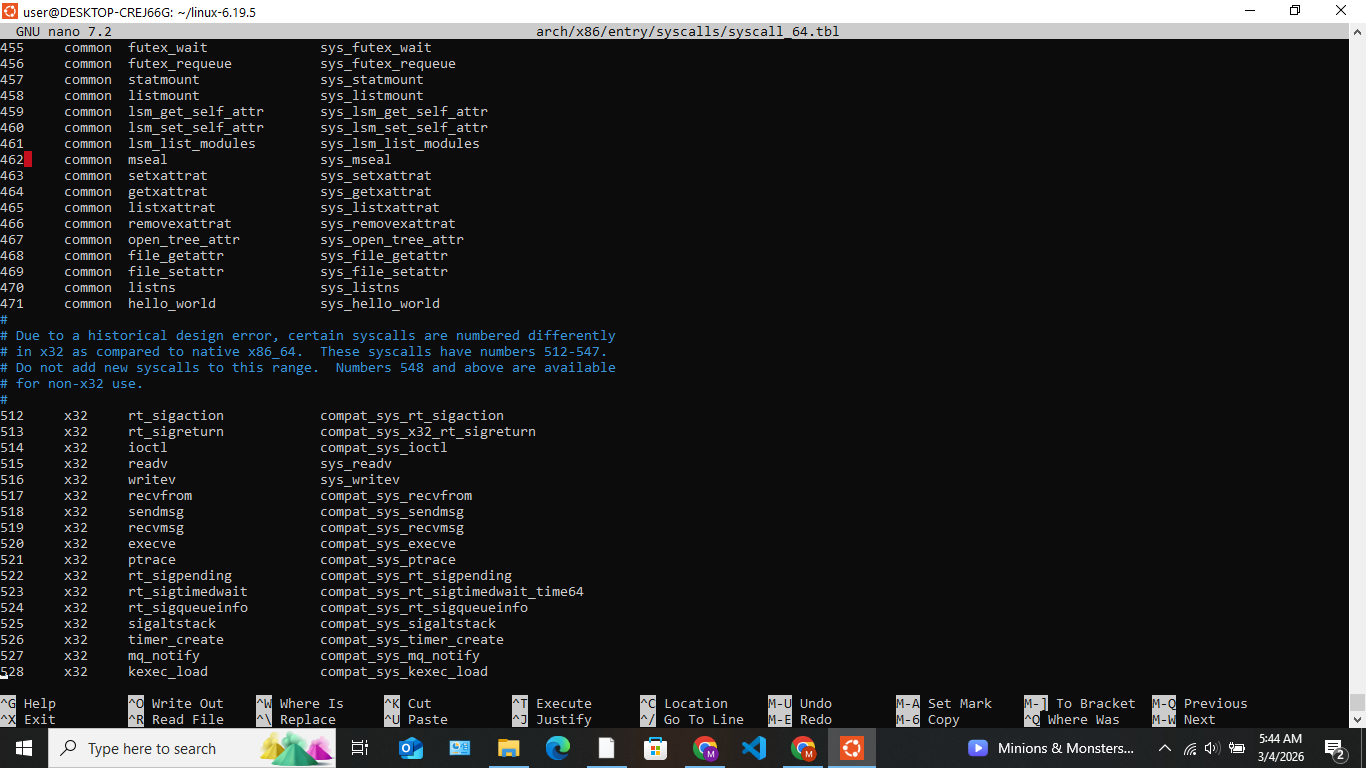 user@DESKTOP-CREJ66G: ~/linux-6.19.5
GNU nano 7.2 arch/x86/entry/syscalls/syscall_64.tbl
455 common futex_wait sys_futex_wait
456 common futex_requeue sys_futex_requeue
457 common statmount sys_statmount
458 common listmount sys_listmount
459 common lsm_get_self_attr sys_lsm_get_self_attr
460 common lsm_set_self_attr sys_lsm_set_self_attr
461 common lsm_list_modules sys_lsm_list_modules
462 common mseal sys_mseal
463 common setxattrat sys_setxattrat
464 common getxattrat sys_getxattrat
465 common listxattrat sys_listxattrat
466 common removexattrat sys_removexattrat
467 common open_tree_attr sys_open_tree_attr
468 common file_getattr sys_file_getattr
469 common file_setattr sys_file_setattr
470 common listns sys_listns
471 common hello_world sys_hello_world
#
# Due to a historical design error, certain syscalls are numbered differently
# in x32 as compared to native x86_64.  These syscalls have numbers 512-547.
# Do not add new syscalls to this range.  Numbers 548 and above are available
# for non-x32 use.
#
512 x32 rt_sigaction compat_sys_rt_sigaction
513 x32 rt_sigreturn compat_sys_x32_rt_sigreturn
514 x32 ioctl compat_sys_ioctl
515 x32 readv sys_readv
516 x32 writev sys_writev
517 x32 recvfrom compat_sys_recvfrom
518 x32 sendmsg compat_sys_sendmsg
519 x32 recvmsg compat_sys_recvmsg
520 x32 execve compat_sys_execve
521 x32 ptrace compat_sys_ptrace
522 x32 rt_sigpending compat_sys_rt_sigpending
523 x32 rt_sigtimedwait compat_sys_rt_sigtimedwait_time64
524 x32 rt_sigqueueinfo compat_sys_rt_sigqueueinfo
525 x32 sigaltstack compat_sys_sigaltstack
526 x32 timer_create compat_sys_timer_create
527 x32 mq_notify compat_sys_mq_notify
528 x32 kexec_load compat_sys_kexec_load
^G Help ^O Write Out ^W Where Is ^K Cut ^T Execute ^C Location M-U Undo M-A Set Mark M-] To Bracket M-Q Previous
^X Exit ^R Read File ^\ Replace ^U Paste ^J Justify ^/ Go To Line M-E Redo M-6 Copy ^Q Where Was M-W Next
Type here to search Minions & Monsters... 5:44 AM
3/4/2026 2